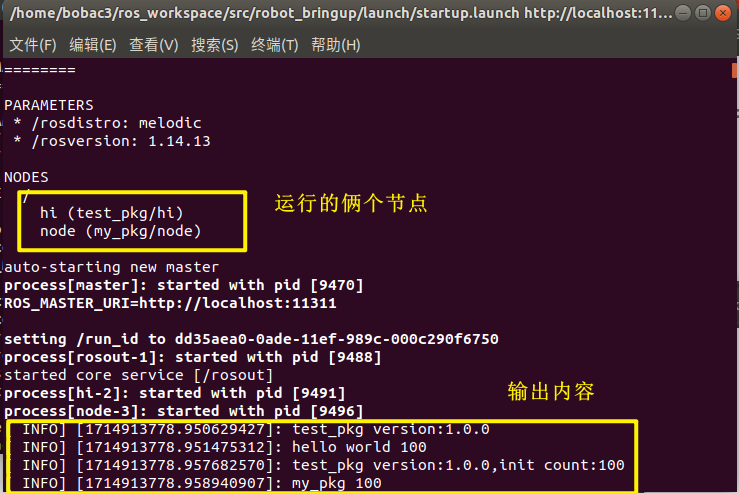 /home/bobac3/ros_workspace/src/robot_bringup/launch/startup.launch http://localhost:11...
文件(F) 编辑(E) 查看(V) 搜索(S) 终端(T) 帮助(H)
========
PARAMETERS
* /rosdistro: melodic
* /rosversion: 1.14.13
NODES
/
运行的俩个节点
hi (test_pkg/hi)
node (my_pkg/node)
auto-starting new master
process[master]: started with pid [9470]
ROS_MASTER_URI=http://localhost:11311
setting /run_id to dd35aea0-0ade-11ef-989c-000c290f6750
process[rosout-1]: started with pid [9488]
started core service [/rosout]
process[hi-2]: started with pid [9491]
输出内容
process[node-3]: started with pid [9496]
[ INFO] [1714913778.950629427]: test_pkg version:1.0.0
[ INFO] [1714913778.951475312]: hello world 100
[ INFO] [1714913778.957682570]: test_pkg version:1.0.0,init count:100
[ INFO] [1714913778.958940907]: my_pkg 100